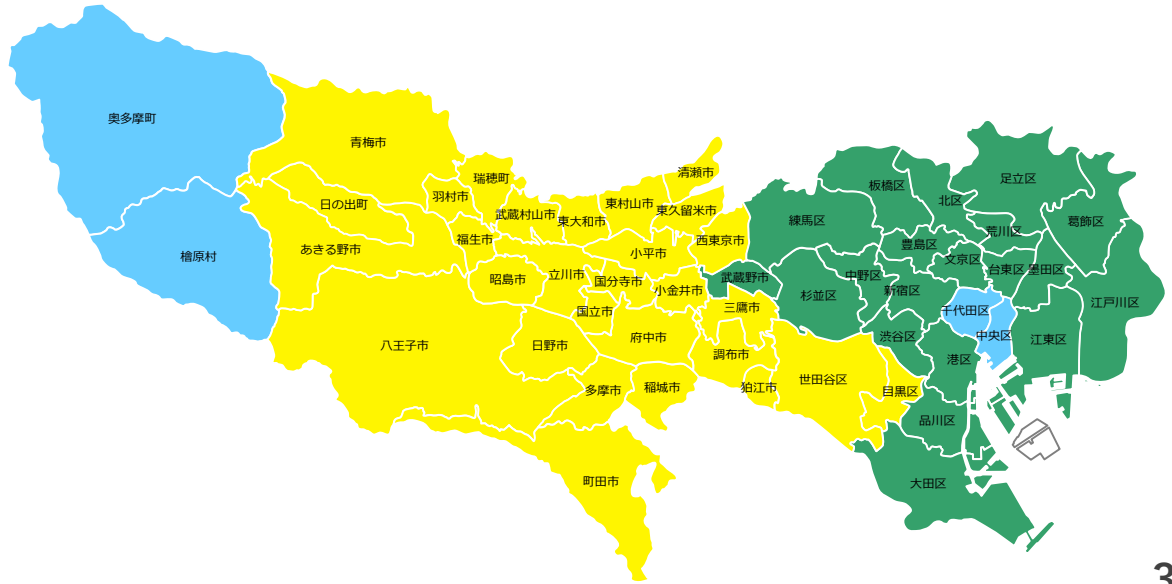 奥多摩町
檜原村
青梅市
瑞穂町
清瀬市
日の出町
羽村市
武蔵村山市
東大和市
東村山市
東久留米市
あきる野市
福生市
昭島市
立川市
小平市
国分寺市
小金井市
西東京市
武蔵野市
国立市
八王子市
日野市
府中市
三鷹市
調布市
多摩市
稲城市
狛江市
町田市
板橋区
北区
足立区
練馬区
荒川区
葛飾区
豊島区
文京区
台東区
墨田区
中野区
杉並区
新宿区
千代田区
江戸川区
中央区
渋谷区
港区
江東区
世田谷区
目黒区
品川区
大田区
3